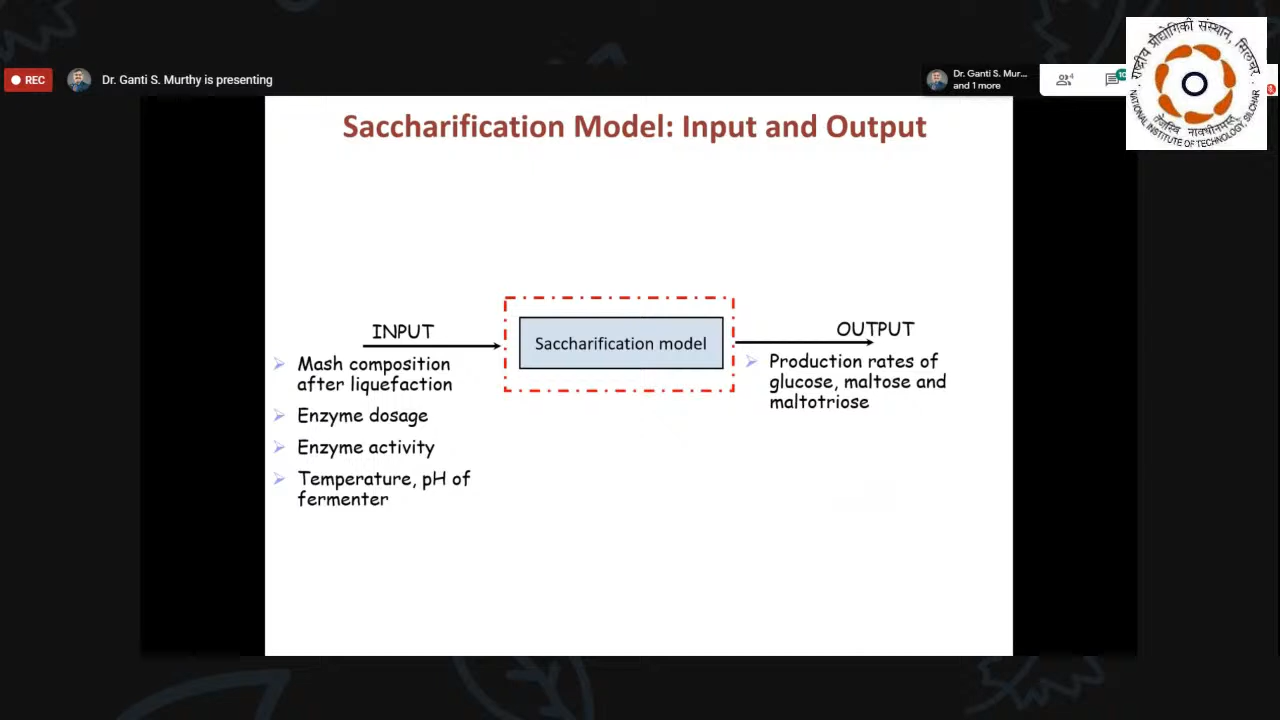 REC
Dr. Ganti S. Murthy is presenting
Dr. Ganti S. Mur...
and 1 more
राष्ट्रीय प्रौद्योगिकी संस्थान, सिलचर
NATIONAL INSTITUTE OF TECHNOLOGY, SILCHAR
Saccharification Model: Input and Output
INPUT
Mash composition
after liquefaction
Enzyme dosage
Enzyme activity
Temperature, pH of
fermenter
Saccharification model
OUTPUT
Production rates of
glucose, maltose and
maltotriose